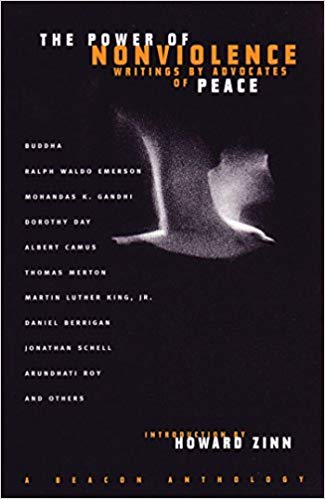 THE POWER OF
NONVIOLENCE
WRITINGS BY ADVOCATES
OF PEACE
BUDDHA
RALPH WALDO EMERSON
MOHANDAS K. GANDHI
DOROTHY DAY
ALBERT CAMUS
THOMAS MERTON
MARTIN LUTHER KING, JR.
DANIEL BERRIGAN
JONATHAN SCHELL
ARUNDHATI ROY
AND OTHERS
INTRODUCTION BY
HOWARD ZINN
A BEACON ANTHOLOGY